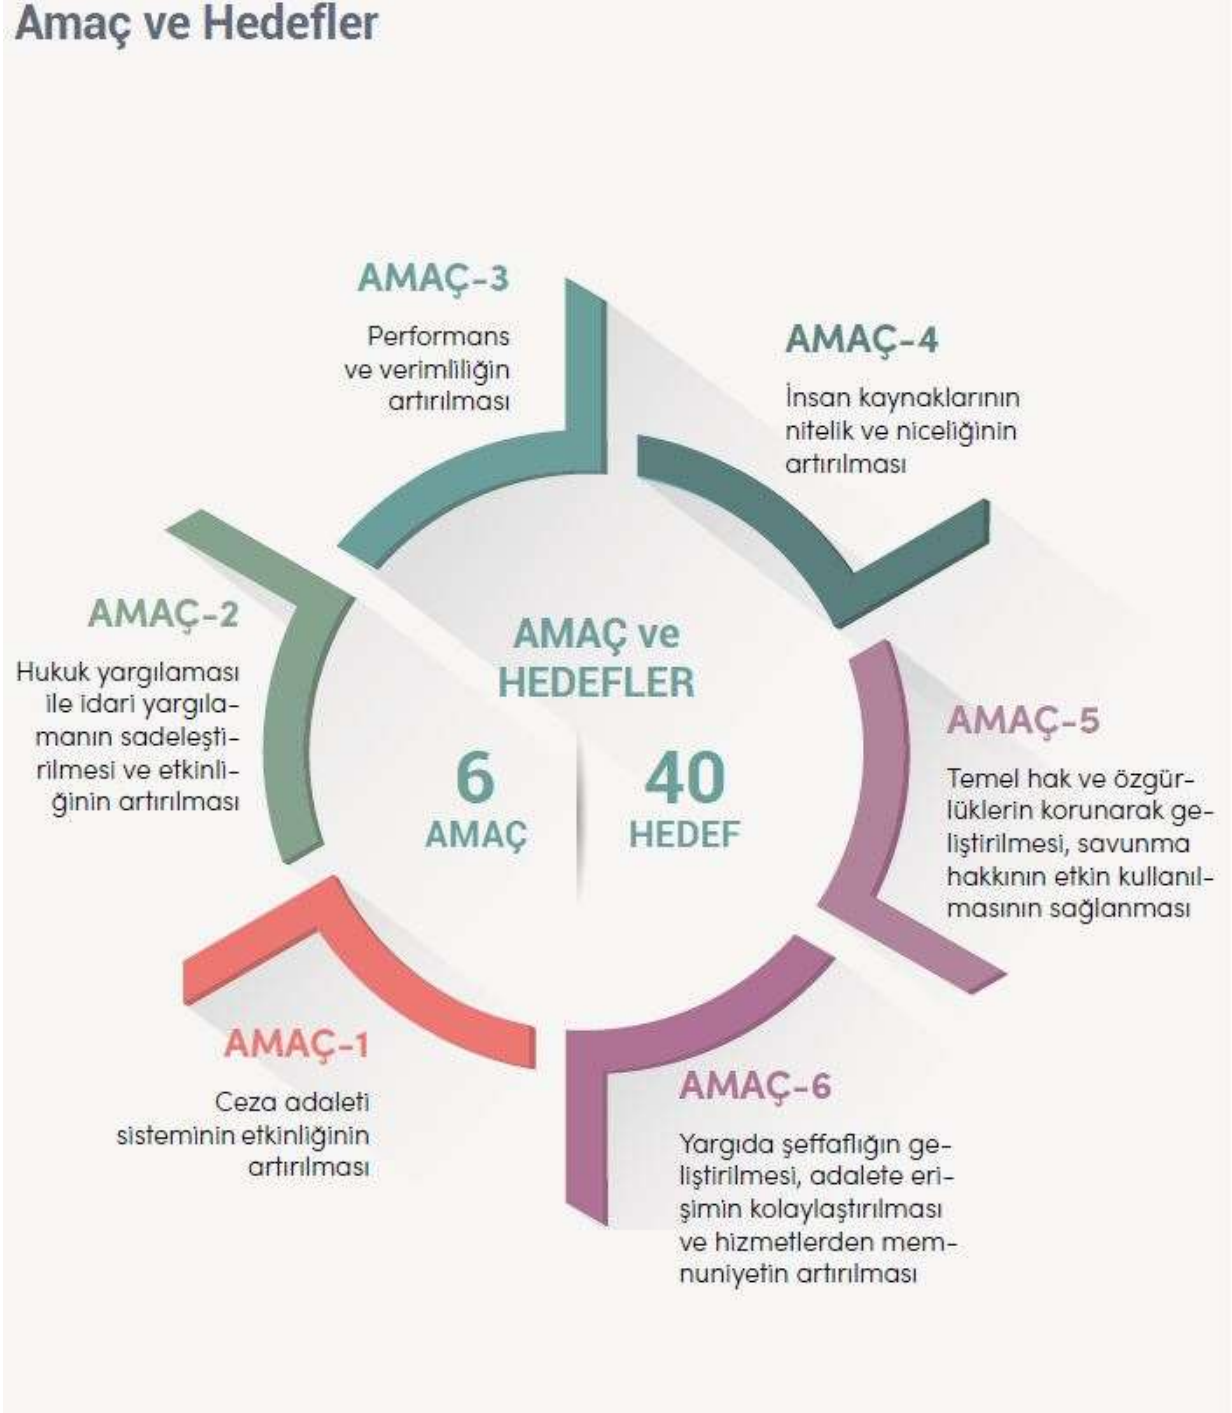 Amaç ve Hedefler
AMAÇ-3
Performans
ve verimliliğin
artırılması
AMAÇ-4
İnsan kaynaklarının
nitelik ve niceliğinin
artırılması
AMAÇ-2
Hukuk yargılaması
ile idari yargıla-
manın sadeleşti-
rilmesi ve etkinli-
ğinin artırılması
AMAÇ ve
HEDEFLER
6
AMAÇ
40
HEDEF
AMAÇ-5
Temel hak ve özgür-
lüklerin korunarak ge-
liştirilmesi, savunma
hakkının etkin kullanıl-
masının sağlanması
AMAÇ-1
Ceza adaleti
sisteminin etkinliğinin
artırılması
AMAÇ-6
Yargıda şeffaflığın ge-
liştirilmesi, adalete eri-
şimin kolaylaştırılması
ve hizmetlerden mem-
nuniyetin artırılması